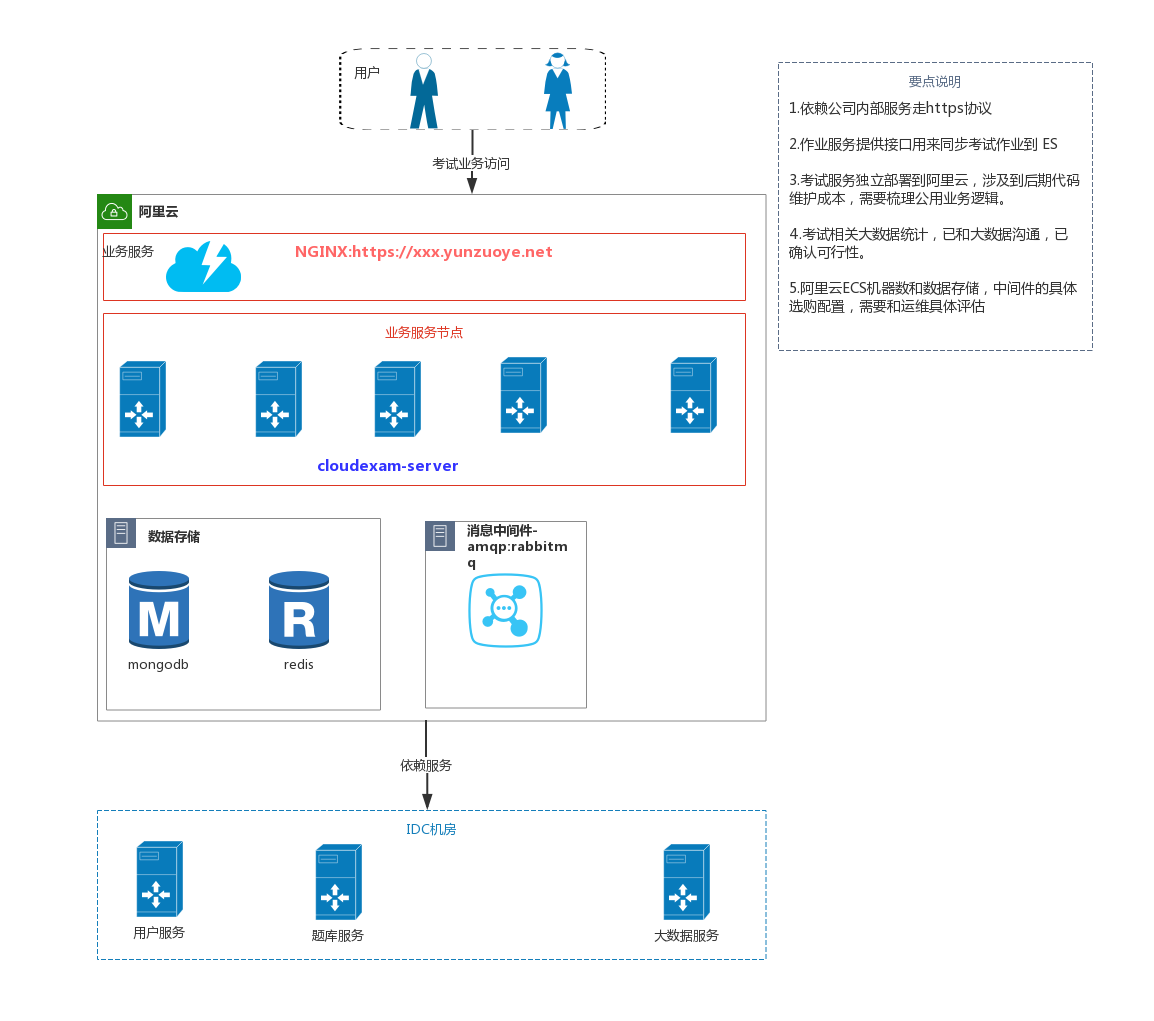 用户
考试业务访问
阿里云
业务服务
NGINX:https://xxx.yunzuoye.net
业务服务节点
cloudexam-server
数据存储
M
R
mongodb
redis
消息中间件-
amqp:rabbitm
q
依赖服务
IDC机房
用户服务
题库服务
大数据服务
要点说明
1.依赖公司内部服务走https协议
2.作业服务提供接口用来同步考试作业到 ES
3.考试服务独立部署到阿里云，涉及到后期代码
维护成本，需要梳理公用业务逻辑。
4.考试相关大数据统计，已和大数据沟通，已
确认可行性。
5.阿里云ECS机器数和数据存储，中间件的具体
选购配置，需要和运维具体评估